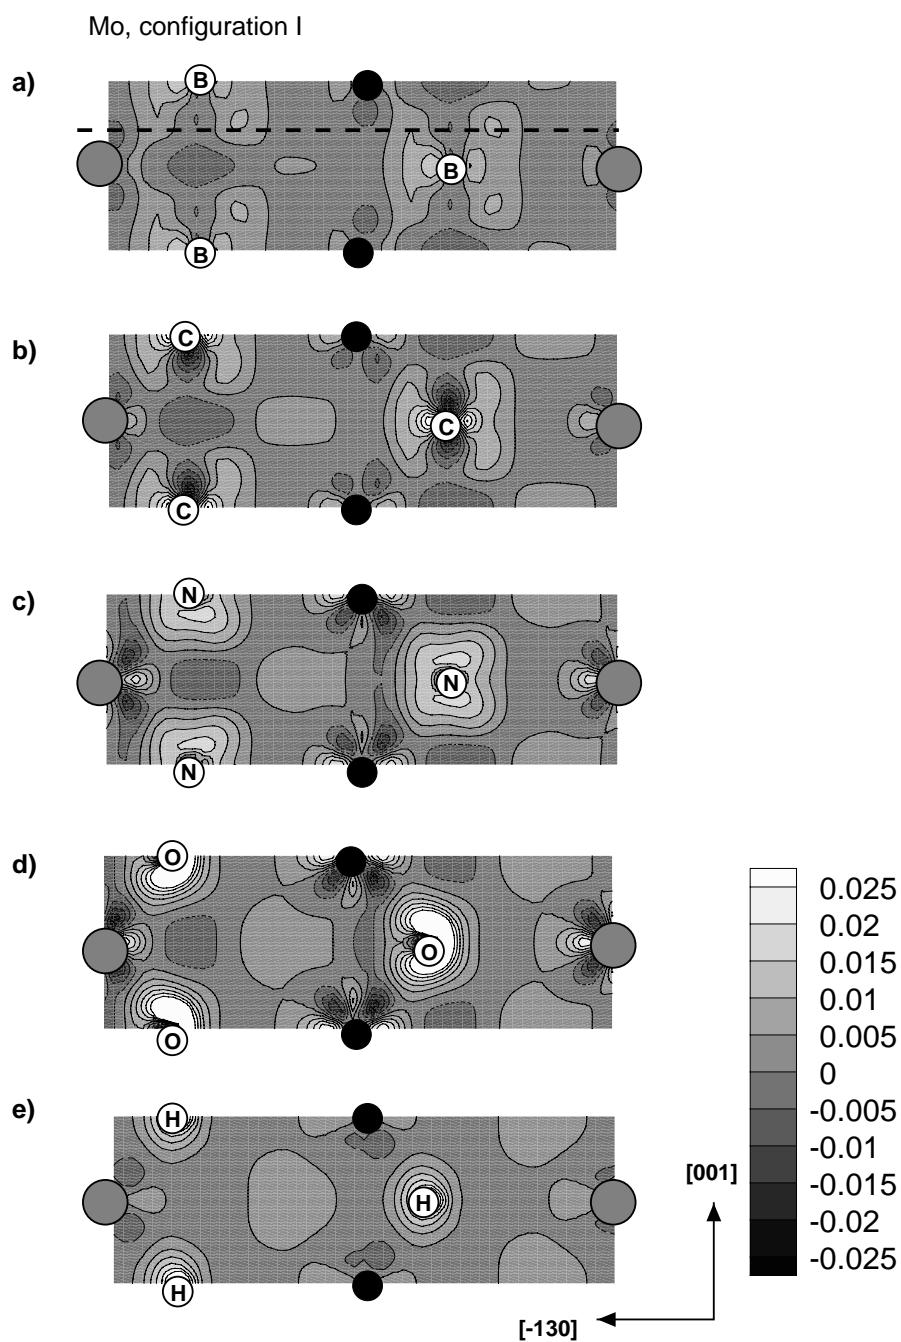 Mo, configuration I
a)
B
B
B
b)
C
C
C
c)
N
N
N
d)
O
O
O
e)
H
H
H
0.025
0.02
0.015
0.01
0.005
0
-0.005
-0.01
-0.015
-0.02
-0.025
[001]
[-130]